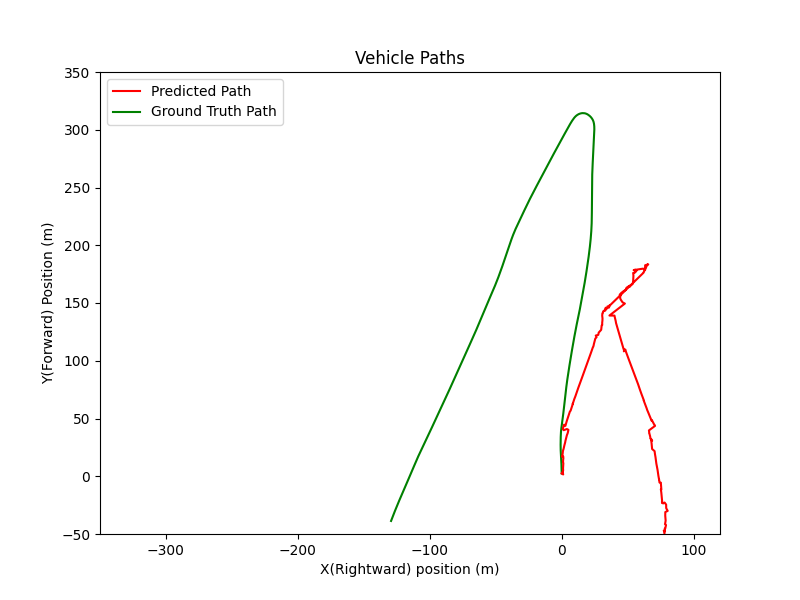 Vehicle Paths
Predicted Path
Ground Truth Path
350
300
250
200
150
100
50
0
−50
Y(Forward) Position (m)
−300
−200
−100
0
100
X(Rightward) position (m)